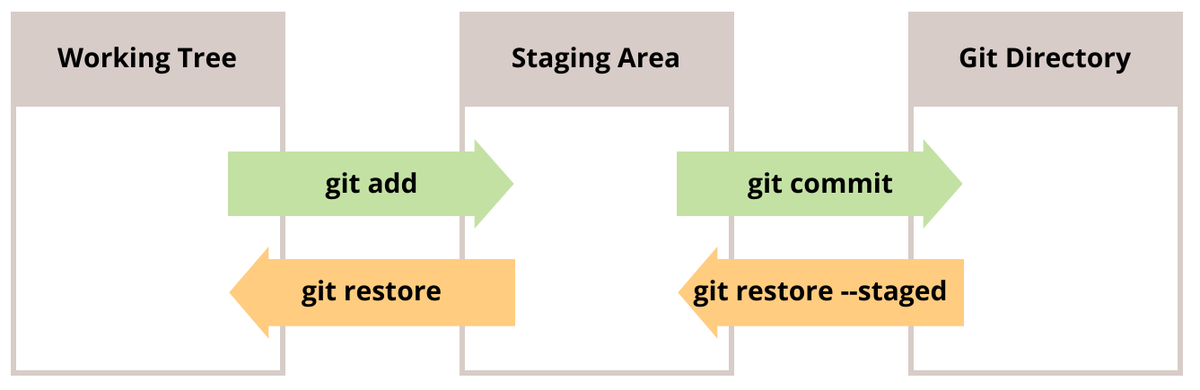 Working Tree
Staging Area
Git Directory
git add
git commit
git restore
git restore --staged